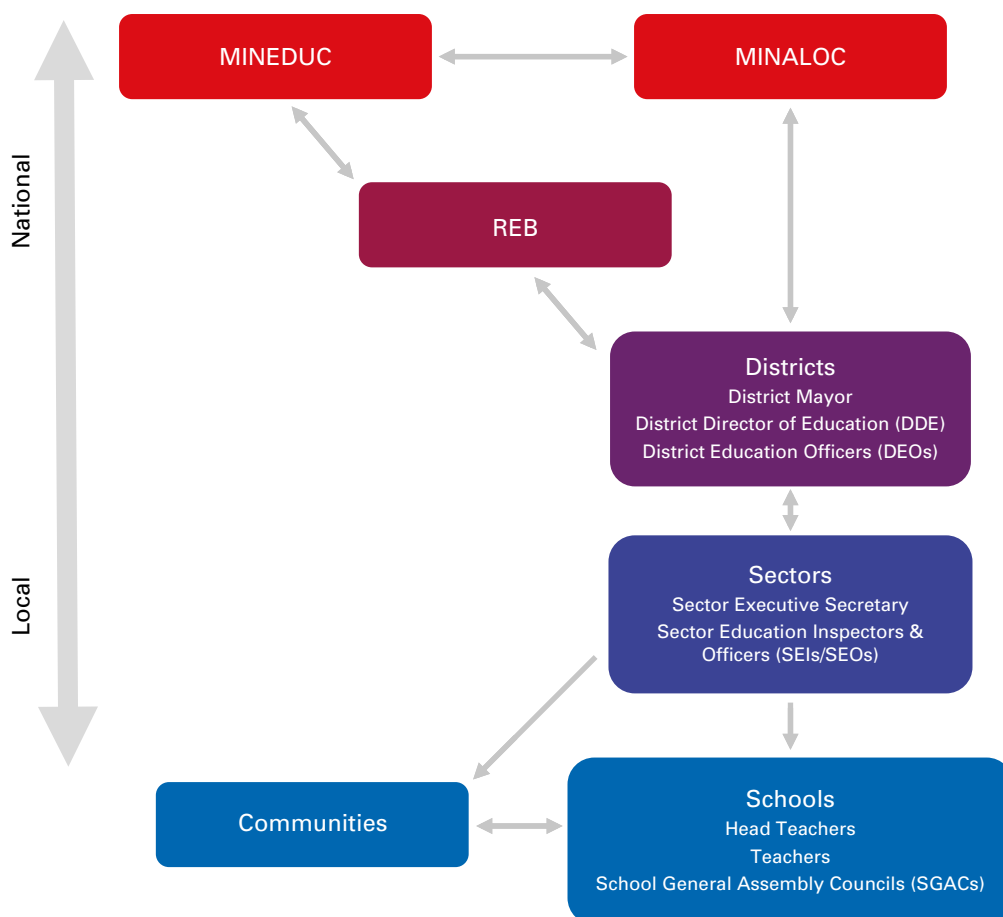 MINEDUC
MINALOC
National
REB
Districts
District Mayor
District Director of Education (DDE)
District Education Officers (DEOs)
Local
Sectors
Sector Executive Secretary
Sector Education Inspectors &
Officers (SEIs/SEOs)
Communities
Schools
Head Teachers
Teachers
School General Assembly Councils (SGACs)